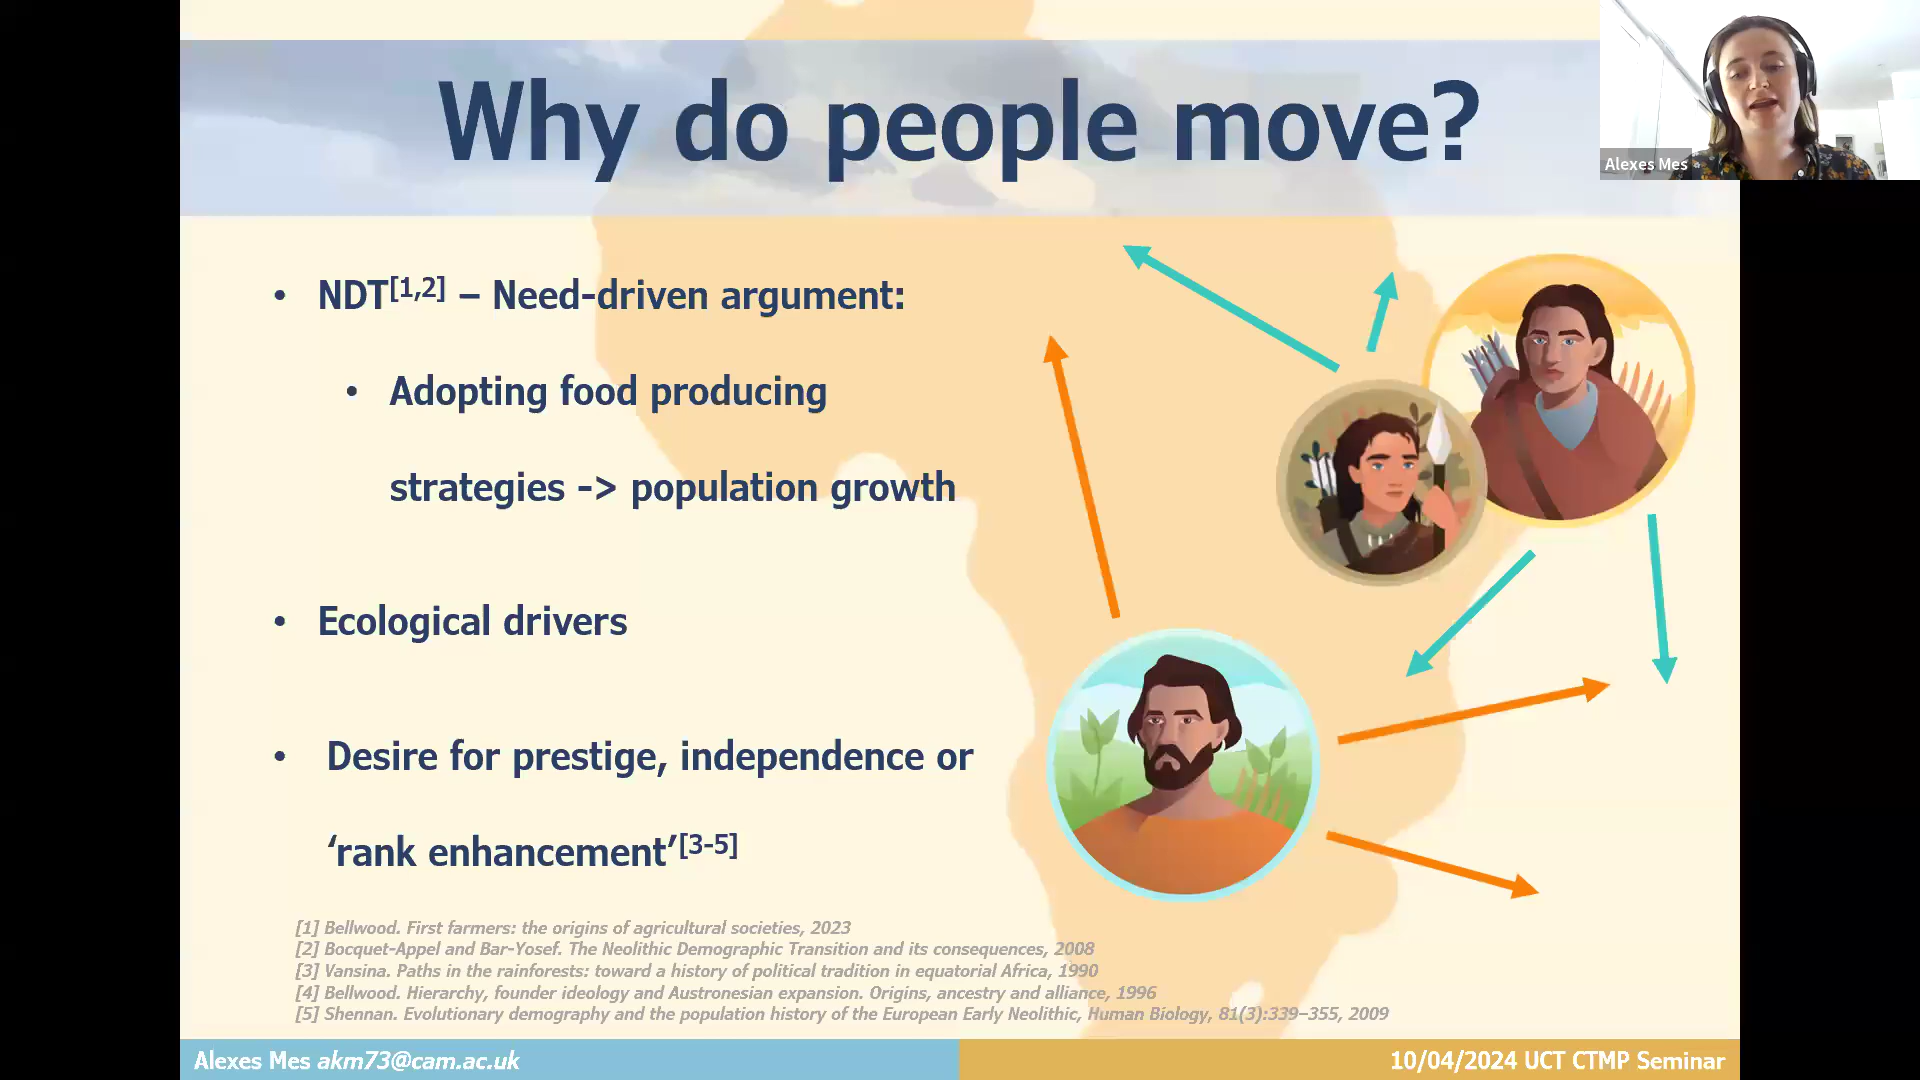 Why do people move?
Alexes Mes
• NDT[1,2] – Need-driven argument:
• Adopting food producing
strategies -> population growth
• Ecological drivers
• Desire for prestige, independence or
‘rank enhancement’[3-5]
[1] Bellwood. First farmers: the origins of agricultural societies, 2023
[2] Bocquet-Appel and Bar-Yosef. The Neolithic Demographic Transition and its consequences, 2008
[3] Vansina. Paths in the rainforests: toward a history of political tradition in equatorial Africa, 1990
[4] Bellwood. Hierarchy, founder ideology and Austronesian expansion. Origins, ancestry and alliance, 1996
[5] Shennan. Evolutionary demography and the population history of the European Early Neolithic, Human Biology, 81(3):339–355, 2009
Alexes Mes akm73@cam.ac.uk
10/04/2024 UCT CTMP Seminar